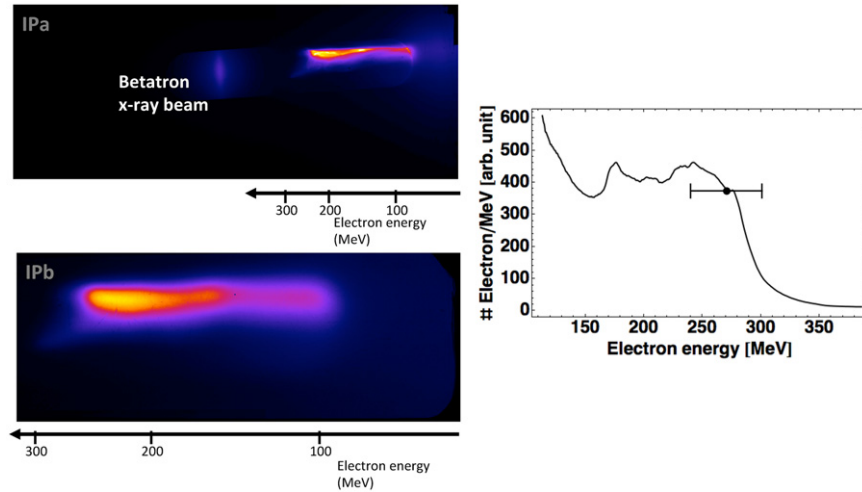 IPa
Betatron
x-ray beam
300
200
100
Electron energy
(MeV)
IPb
300
200
100
Electron energy
(MeV)
# Electron/MeV [arb. unit]
600
500
400
300
200
100
0
150
200
250
300
350
Electron energy [MeV]